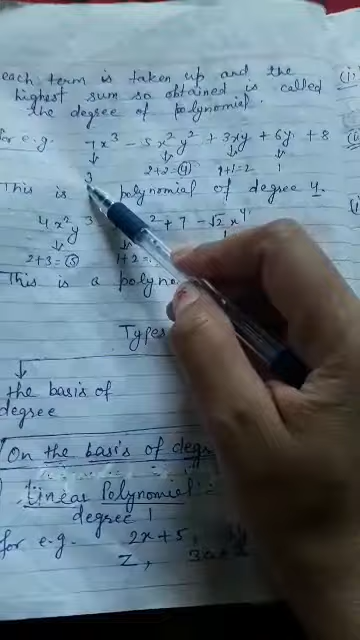 each term is taken up and the
highest sum so obtained is called
the degree of polynomial.
for e.g. 7x³ - 5x²y² + 3xy + 6y + 8
3 2+2=④ 1+1=2 1
This is polynomial of degree 4.
4x²y³ ² + 7 - √2x⁴
2+3=⑤ 1+2=
This is a polyno
Types
the basis of
degree
On the basis of deg
Linear Polynomial :-
degree 1
for e.g. 2x+5,
z,